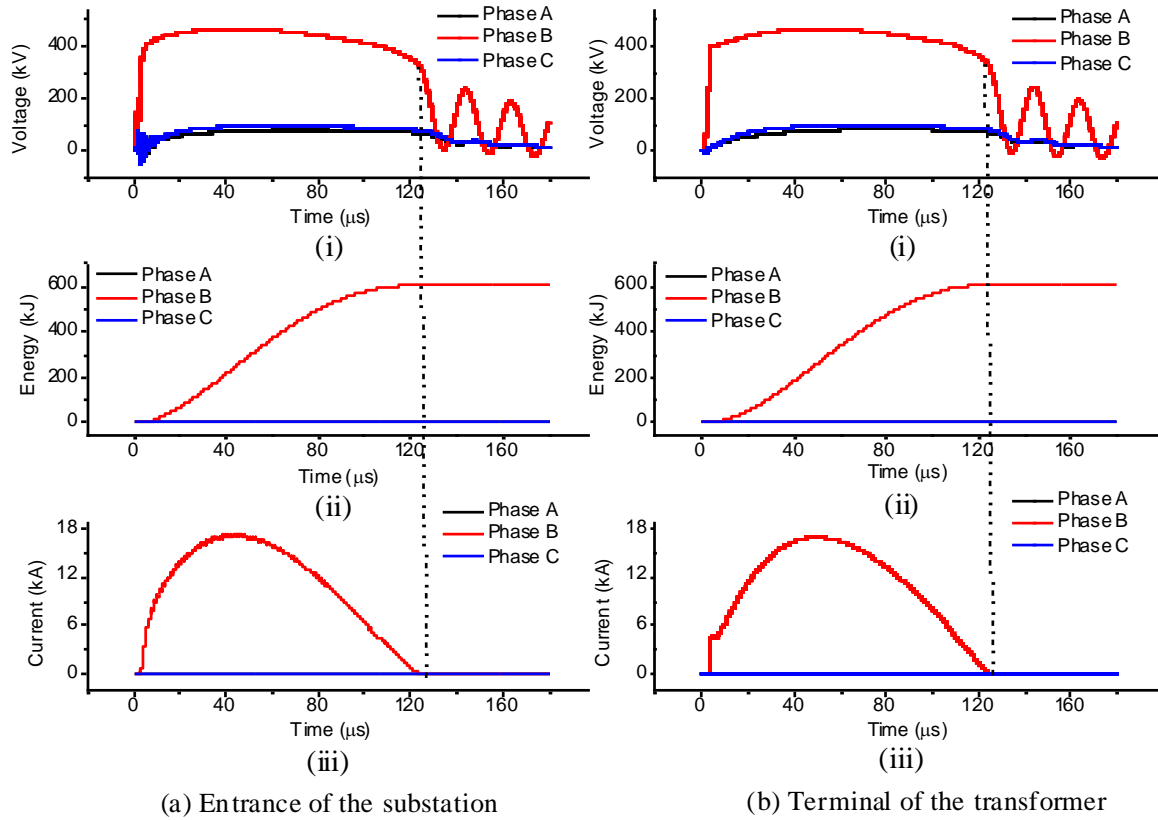 Voltage (kV)
400
200
0
Phase A
Phase B
Phase C
0 40 80 120 160
Time (μs)
(i)
Voltage (kV)
400
200
0
Phase A
Phase B
Phase C
0 40 80 120 160
Time (μs)
(i)
Energy (kJ)
600
400
200
0
Phase A
Phase B
Phase C
0 40 80 120 160
Time (μs)
(ii)
Energy (kJ)
600
400
200
0
Phase A
Phase B
Phase C
0 40 80 120 160
Time (μs)
(ii)
Current (kA)
18
12
6
0
Phase A
Phase B
Phase C
0 40 80 120 160
Time (μs)
(iii)
Current (kA)
18
12
6
0
Phase A
Phase B
Phase C
0 40 80 120 160
Time (μs)
(iii)
(a) Entrance of the substation
(b) Terminal of the transformer